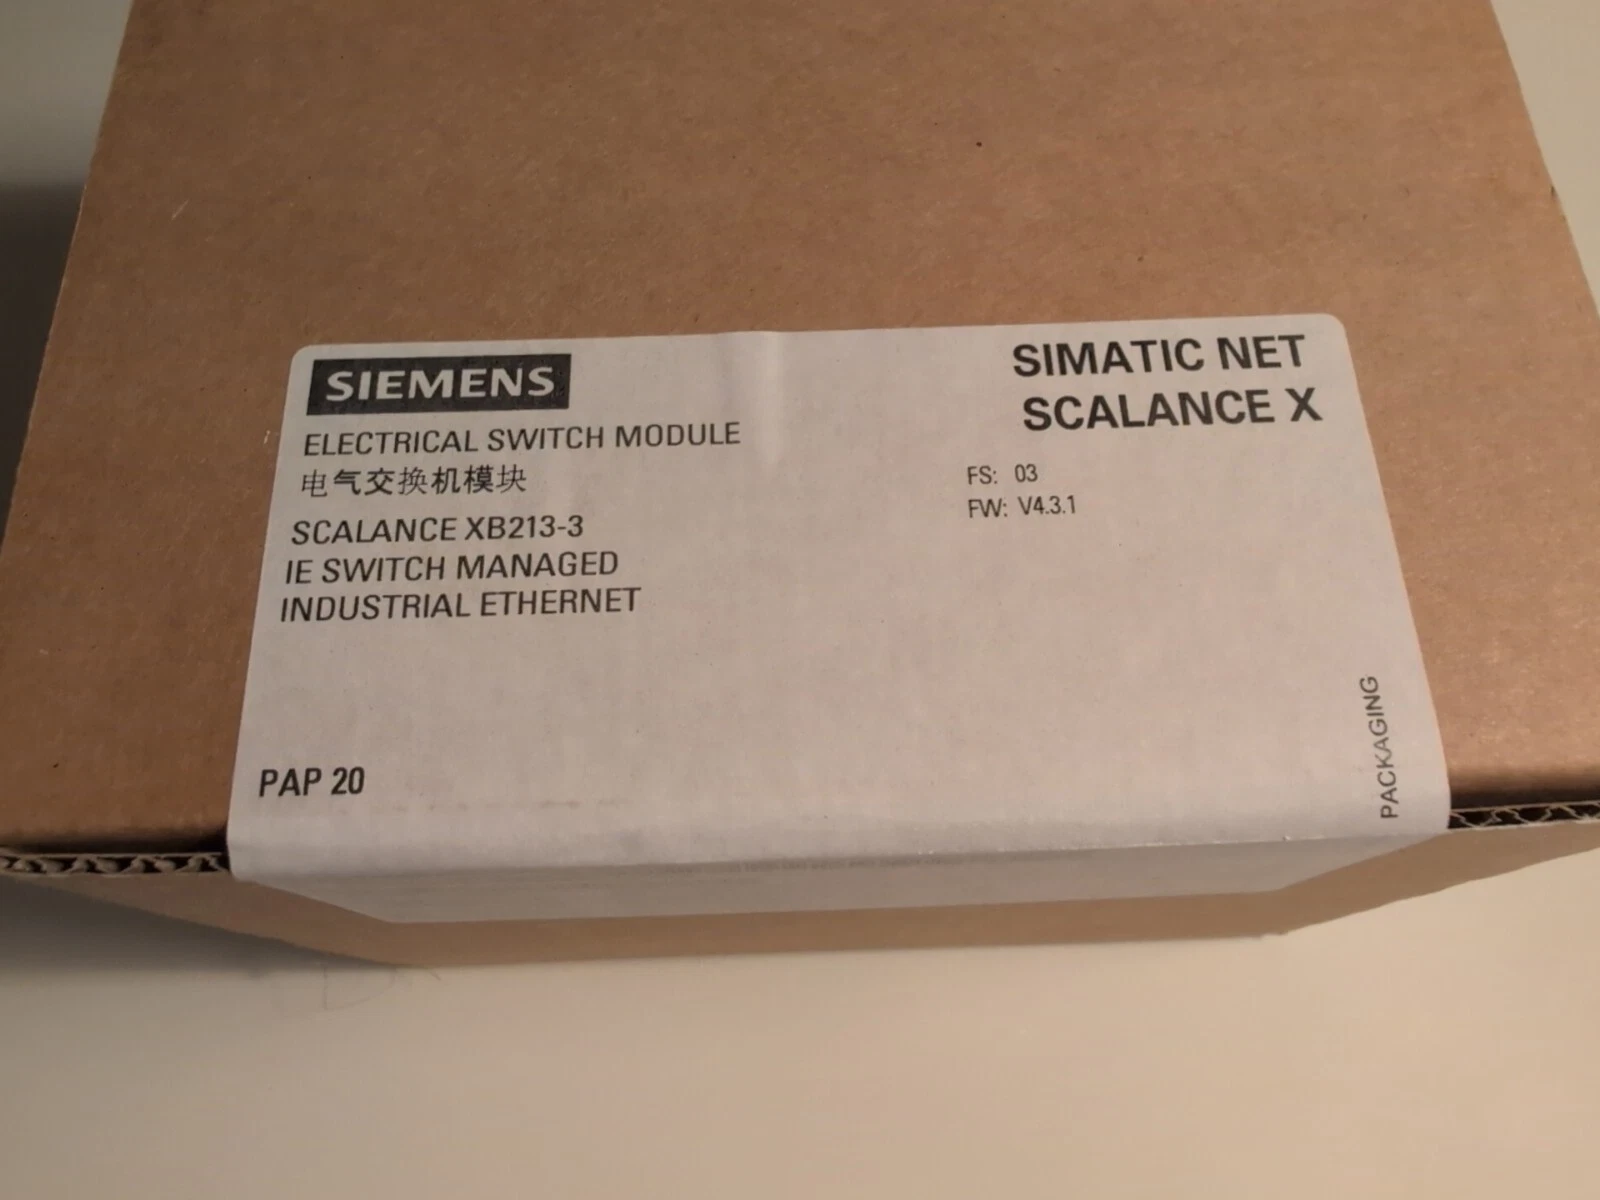 SIEMENS
ELECTRICAL SWITCH MODULE
电气交换机模块
SCALANCE XB213-3
IE SWITCH MANAGED
INDUSTRIAL ETHERNET
PAP 20
SIMATIC NET
SCALANCE X
FS: 03
FW: V4.3.1
PACKAGING